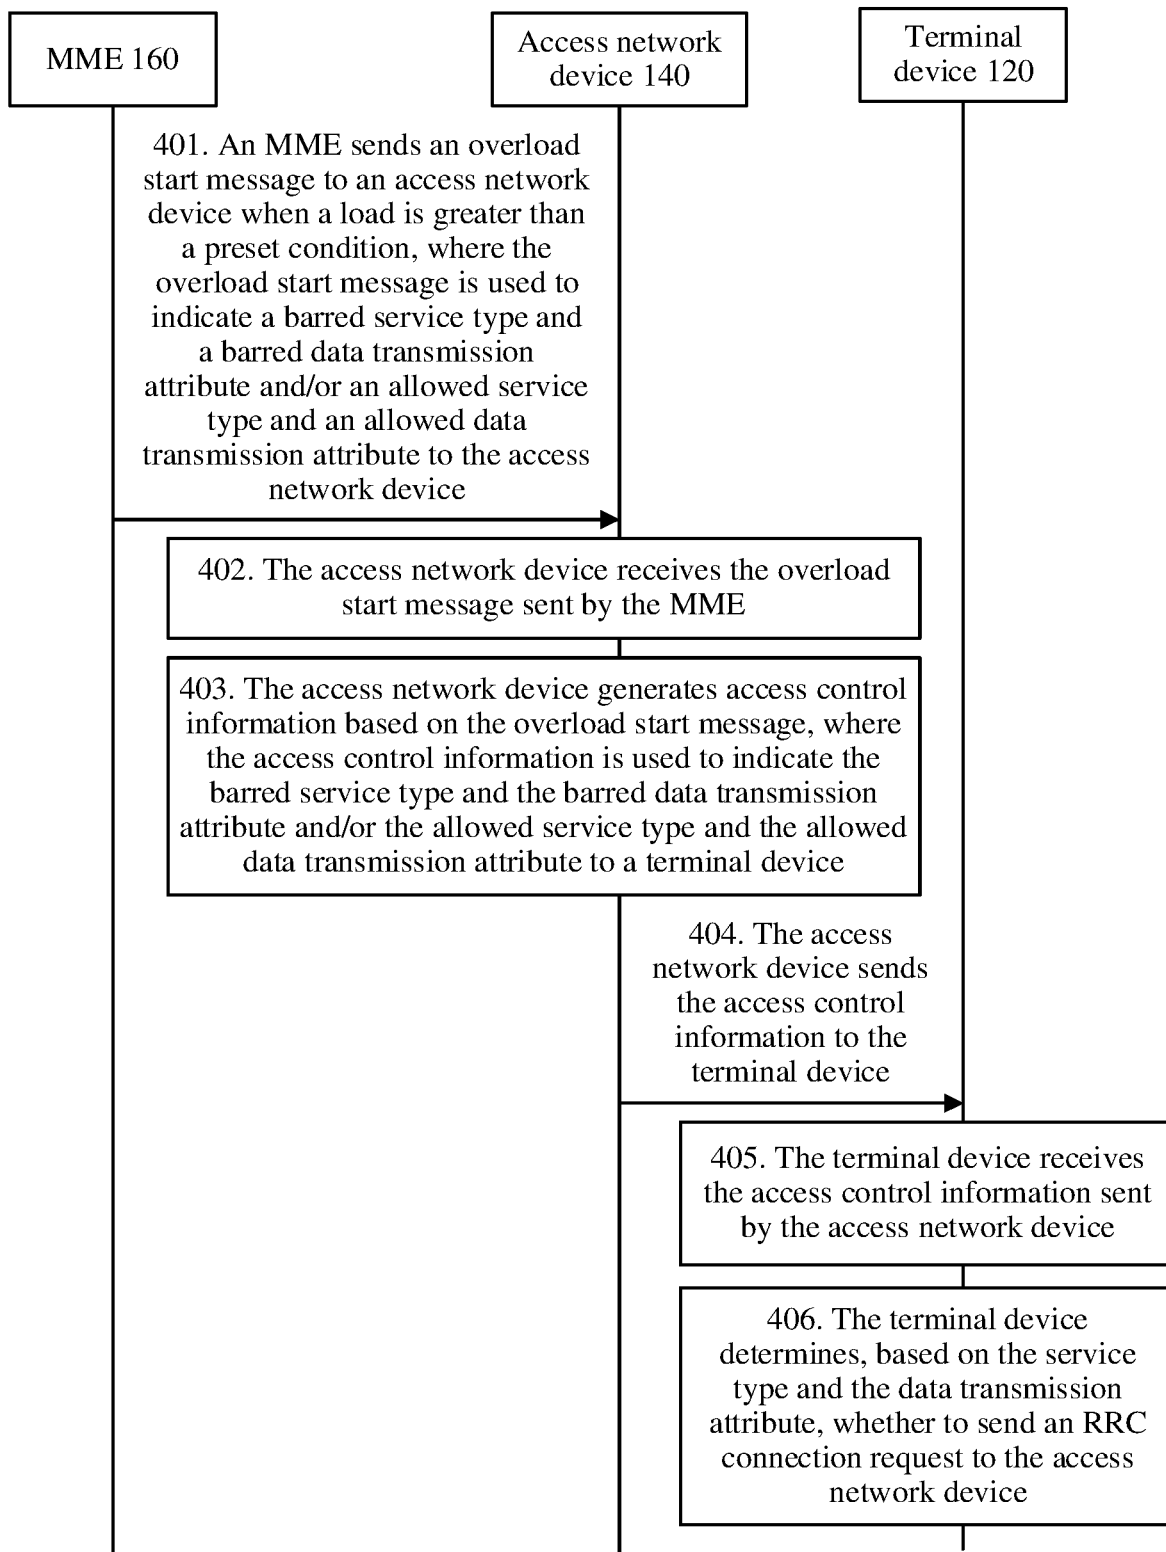 MME 160
Access network
device 140
Terminal
device 120
401. An MME sends an overload
start message to an access network
device when a load is greater than
a preset condition, where the
overload start message is used to
indicate a barred service type and
a barred data transmission
attribute and/or an allowed service
type and an allowed data
transmission attribute to the access
network device
402. The access network device receives the overload
start message sent by the MME
403. The access network device generates access control
information based on the overload start message, where
the access control information is used to indicate the
barred service type and the barred data transmission
attribute and/or the allowed service type and the allowed
data transmission attribute to a terminal device
404. The access
network device sends
the access control
information to the
terminal device
405. The terminal device receives
the access control information sent
by the access network device
406. The terminal device
determines, based on the service
type and the data transmission
attribute, whether to send an RRC
connection request to the access
network device